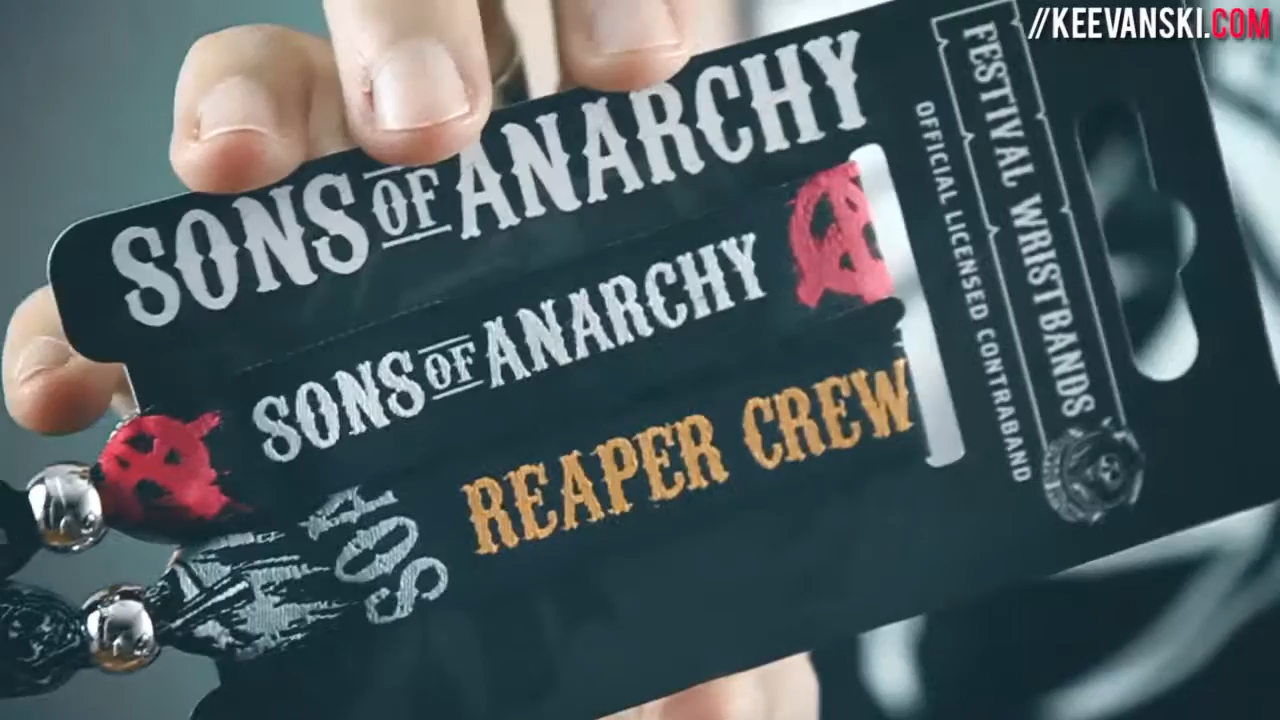 //KEEVANSKI.COM
SONS OF ANARCHY
FESTIVAL WRISTBANDS
OFFICIAL LICENSED CONTRABAND
SONS OF ANARCHY A
REAPER CREW
A
SOA